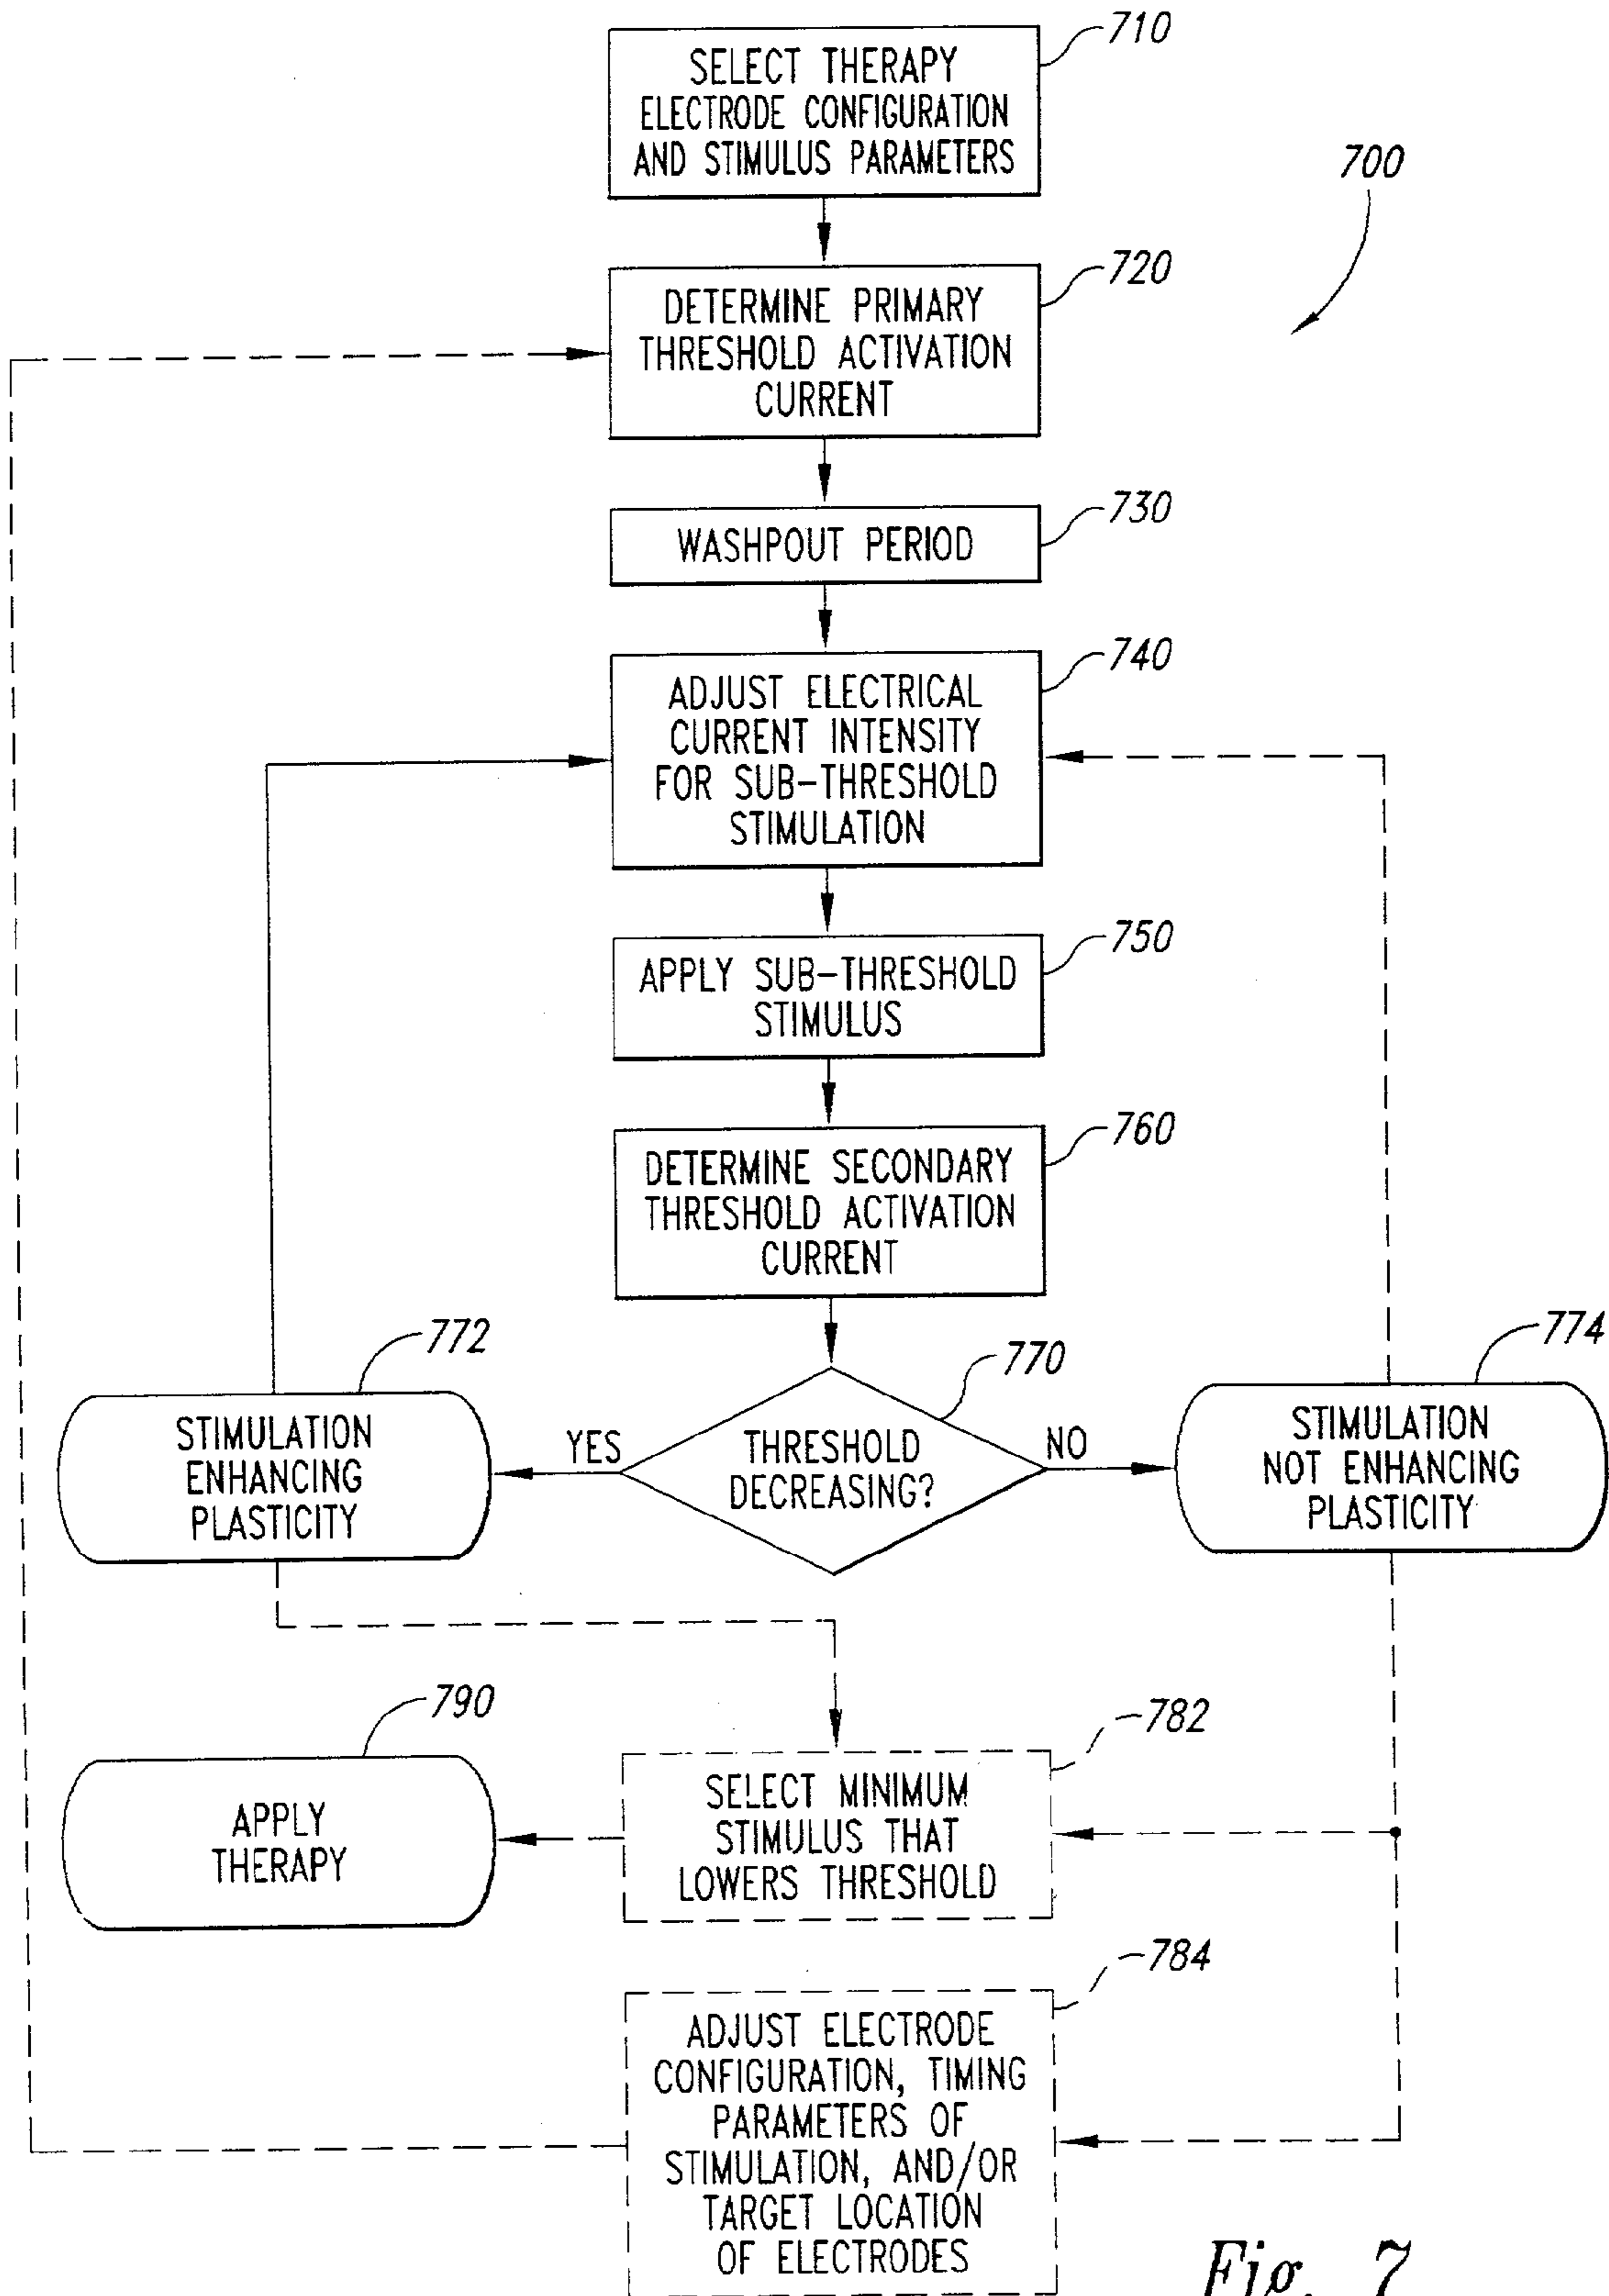 710
SELECT THERAPY
ELECTRODE CONFIGURATION
AND STIMULUS PARAMETERS
700
720
DETERMINE PRIMARY
THRESHOLD ACTIVATION
CURRENT
730
WASHPOUT PERIOD
740
ADJUST ELECTRICAL
CURRENT INTENSITY
FOR SUB-THRESHOLD
STIMULATION
750
APPLY SUB-THRESHOLD
STIMULUS
760
DETERMINE SECONDARY
THRESHOLD ACTIVATION
CURRENT
772
770
774
STIMULATION
ENHANCING
PLASTICITY
YES
THRESHOLD
DECREASING?
NO
STIMULATION
NOT ENHANCING
PLASTICITY
790
782
APPLY
THERAPY
SELECT MINIMUM
STIMULUS THAT
LOWERS THRESHOLD
784
ADJUST ELECTRODE
CONFIGURATION, TIMING
PARAMETERS OF
STIMULATION, AND/OR
TARGET LOCATION
OF ELECTRODES
Fig. 7